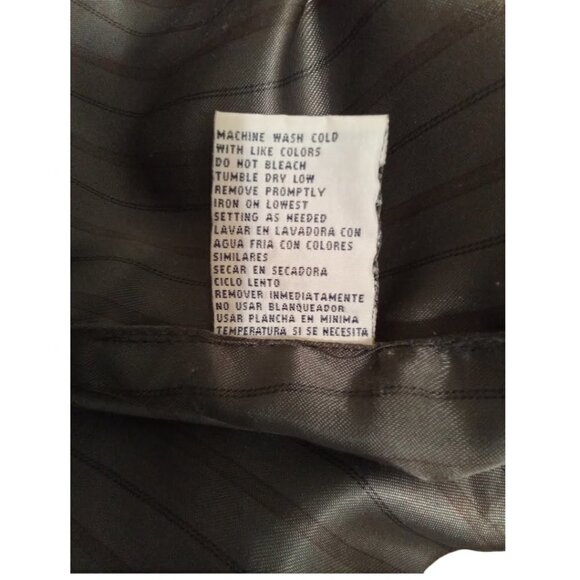 MACHINE WASH COLD
WITH LIKE COLORS
DO NOT BLEACH
TUMBLE DRY LOW
REMOVE PROMPTLY
IRON ON LOWEST
SETTING AS NEEDED
LAVAR EN LAVADORA CON
AGUA FRIA CON COLORES
SIMILARES
SECAR EN SECADORA
CICLO LENTO
REMOVER INMEDIATAMENTE
NO USAR BLANQUEADOR
USAR PLANCHA EN MINIMA
TEMPERATURA SI SE NECESITA